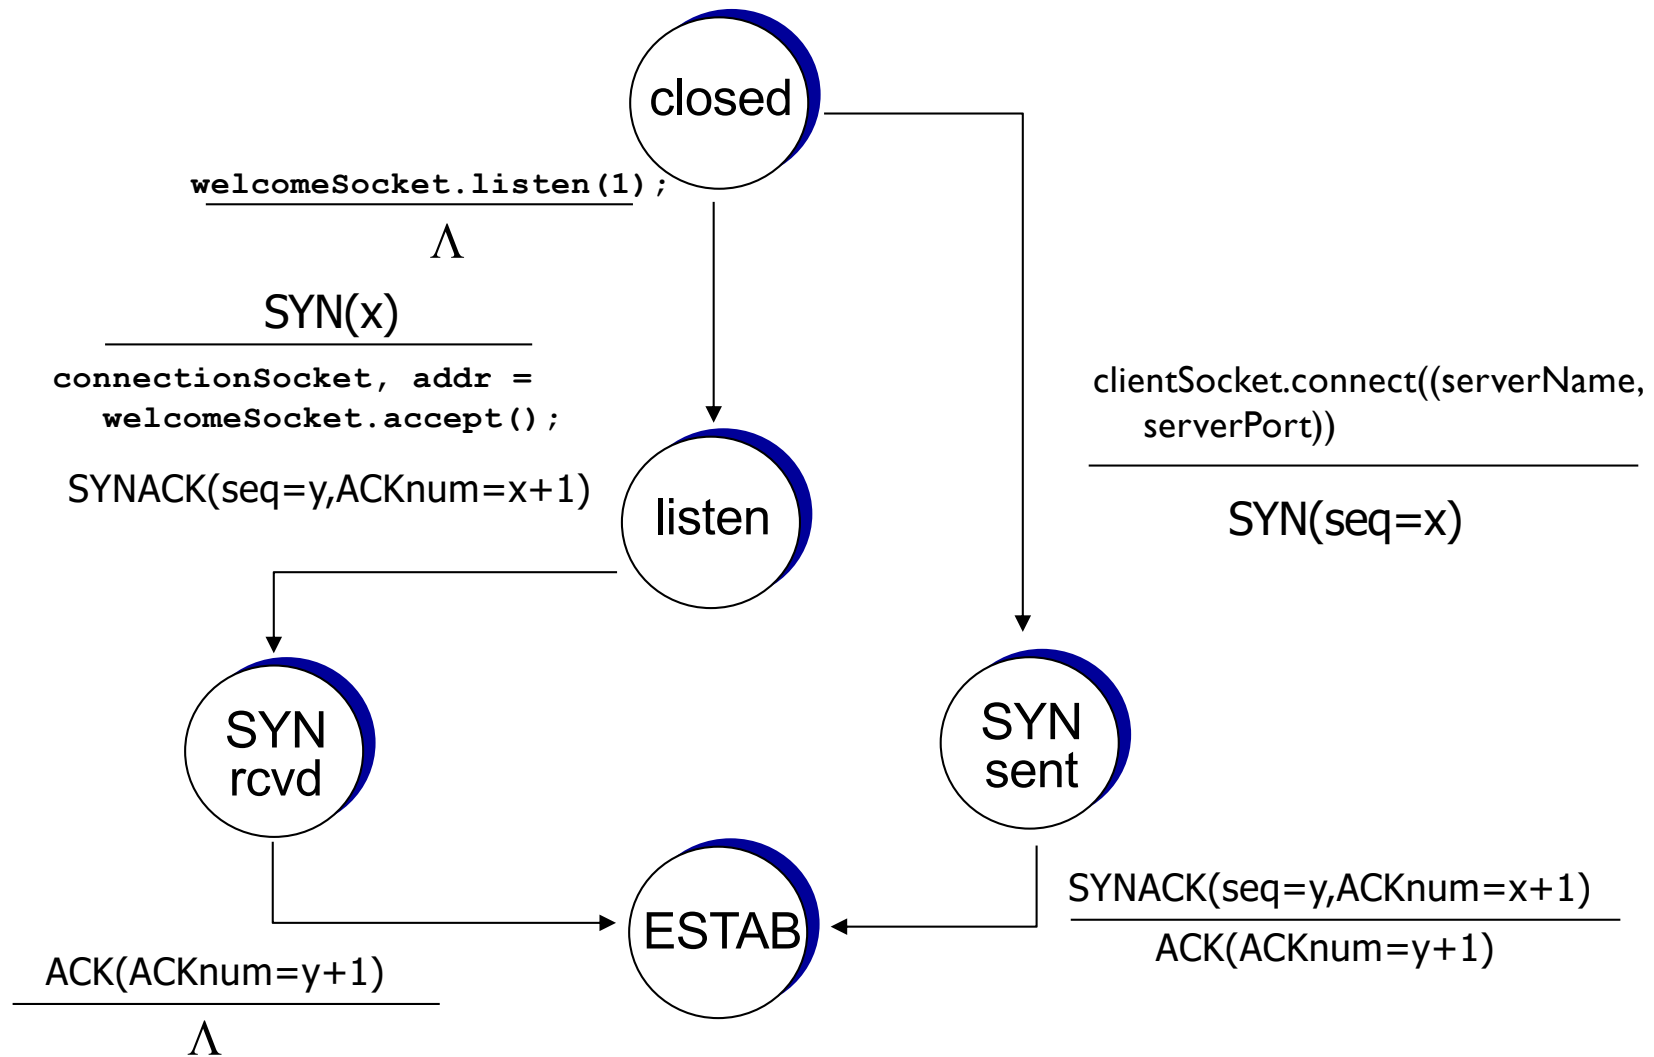 closed
welcomeSocket.listen(1);
Λ
SYN(x)
connectionSocket, addr =
welcomeSocket.accept();
SYNACK(seq=y,ACKnum=x+1)
listen
clientSocket.connect((serverName,
serverPort))
SYN(seq=x)
SYN
rcvd
SYN
sent
ESTAB
SYNACK(seq=y,ACKnum=x+1)
ACK(ACKnum=y+1)
ACK(ACKnum=y+1)
Λ